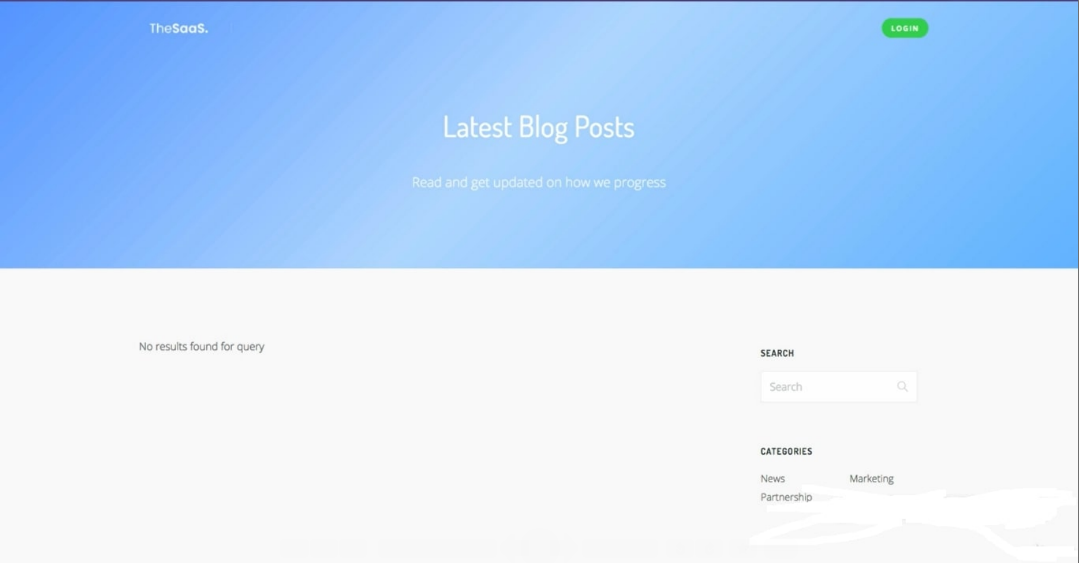 TheSaaS.
LOGIN
Latest Blog Posts
Read and get updated on how we progress
No results found for query
SEARCH
Search
CATEGORIES
News Marketing
Partnership